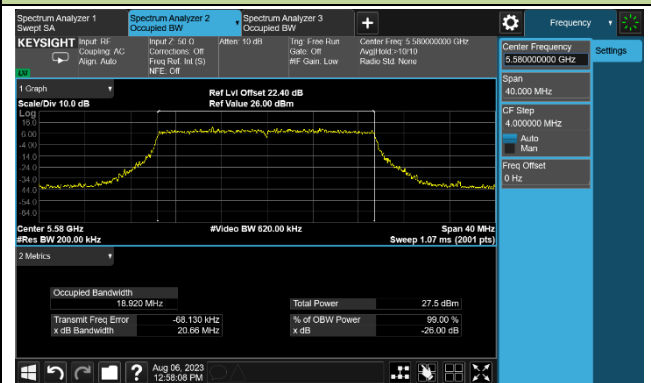 Spectrum Analyzer 1
Swept SA
Spectrum Analyzer 2
Occupied BW
Spectrum Analyzer 3
Occupied BW
+
Frequency
KEYSIGHT
Input: RF
Coupling: AC
Align: Auto
Input Z: 50 Ω
Corrections: Off
Freq Ref: Int (S)
NFE: Off
Atten: 10 dB
Trig: Free Run
Gate: Off
#IF Gain: Low
Center Freq: 5.580000000 GHz
Avg|Hold:>10/10
Radio Std: None
LXI
Center Frequency
5.580000000 GHz
Settings
Span
40.000 MHz
CF Step
4.000000 MHz
Auto
Man
Freq Offset
0 Hz
1 Graph
Scale/Div 10.0 dB
Ref Lvl Offset 22.40 dB
Ref Value 26.00 dBm
Log
16.0
6.00
-4.00
-14.0
-24.0
-34.0
-44.0
-54.0
-64.0
Center 5.58 GHz
#Res BW 200.00 kHz
#Video BW 620.00 kHz
Span 40 MHz
Sweep 1.07 ms (2001 pts)
2 Metrics
Occupied Bandwidth
18.920 MHz
Total Power 27.5 dBm
Transmit Freq Error -68.130 kHz
% of OBW Power 99.00 %
x dB Bandwidth 20.66 MHz
x dB -26.00 dB
?
Aug 06, 2023
12:58:08 PM